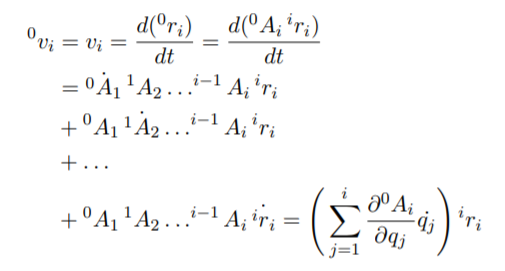 ⁰vᵢ = vᵢ = d(⁰rᵢ)/dt = d(⁰Aᵢ ⁱrᵢ)/dt
= ⁰Ȧ₁ ¹A₂ …ⁱ⁻¹ Aᵢ ⁱrᵢ
+ ⁰A₁ ¹Ȧ₂ …ⁱ⁻¹ Aᵢ ⁱrᵢ
+ …
+ ⁰A₁ ¹A₂ …ⁱ⁻¹ Aᵢ ⁱṙᵢ = ( ∑_{j=1}^{i} ∂⁰Aᵢ/∂qⱼ q̇ⱼ ) ⁱrᵢ